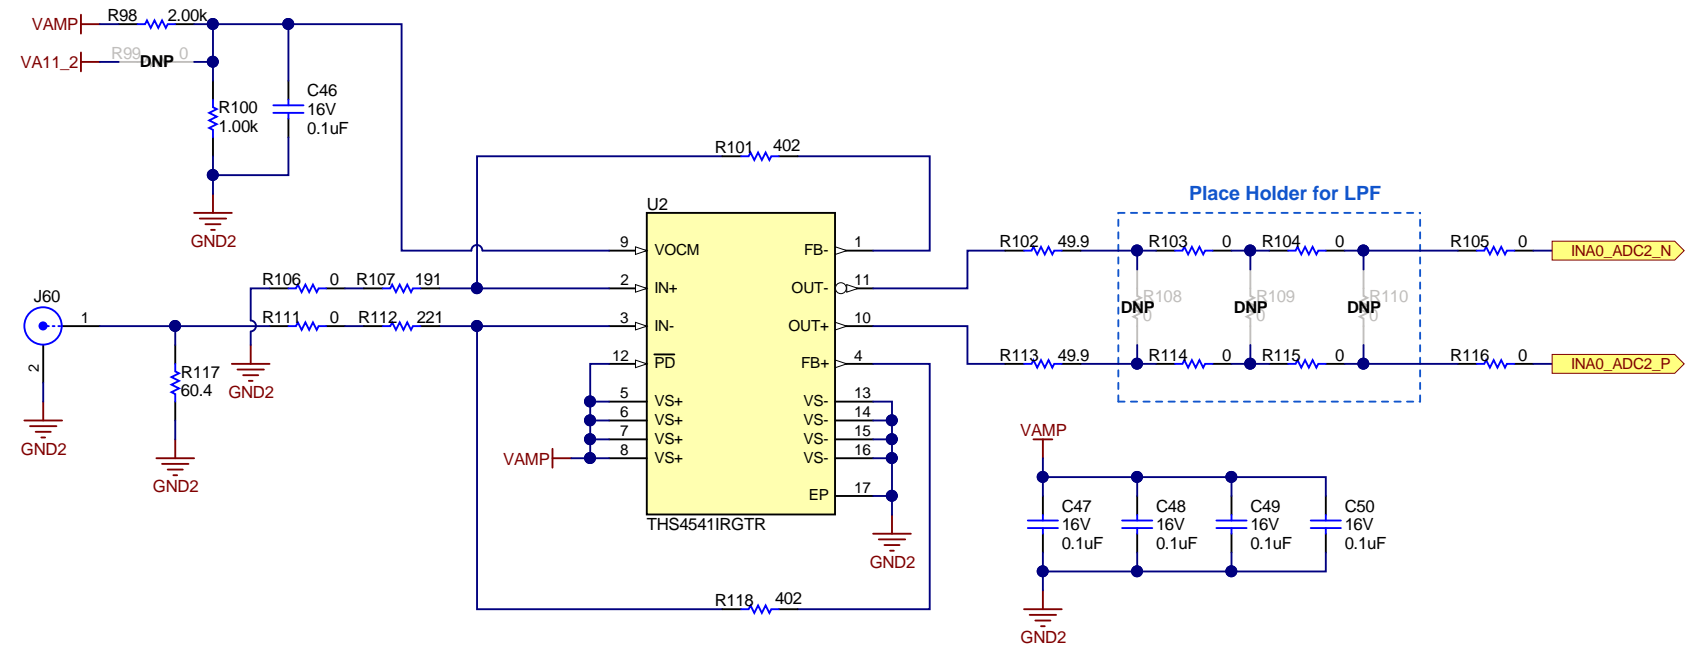 VAMP
R98 2.00k
VA11_2
R99 DNP 0
R100
1.00k
C46
16V
0.1uF
GND2
R101 402
U2
9 VOCM
2 IN+
3 IN-
12 PD
5 VS+
6 VS+
7 VS+
8 VS+
FB- 1
OUT- 11
OUT+ 10
FB+ 4
VS- 13
VS- 14
VS- 15
VS- 16
EP 17
THS4541IRGTR
VAMP
GND2
J60
1
2
GND2
R106 0 R107 191
R111 0 R112 221
GND2
R117
60.4
GND2
R118 402
Place Holder for LPF
R102 49.9 R103 0 R104 0 R105 0 INA0_ADC2_N
R108
DNP
0
R109
DNP
0
R110
DNP
0
R113 49.9 R114 0 R115 0 R116 0 INA0_ADC2_P
VAMP
C47
16V
0.1uF
C48
16V
0.1uF
C49
16V
0.1uF
C50
16V
0.1uF
GND2